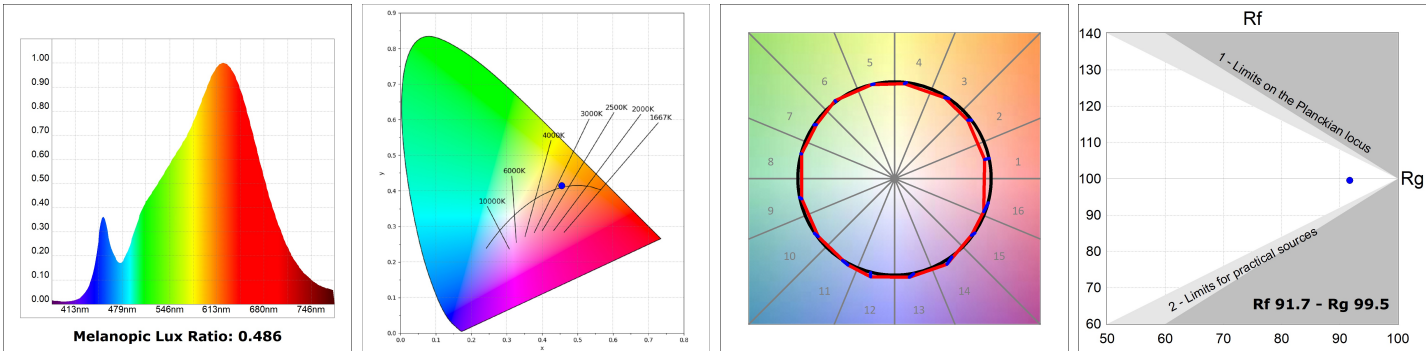 1.00
0.90
0.80
0.70
0.60
0.50
0.40
0.30
0.20
0.10
0.00
413nm 479nm 546nm 613nm 680nm 746nm
Melanopic Lux Ratio: 0.486
0.9
0.8
0.7
0.6
0.5
0.4
0.3
0.2
0.1
0.0
y
0.0 0.1 0.2 0.3 0.4 0.5 0.6 0.7 0.8
x
10000K
6000K
4000K
3000K
2500K
2000K
1667K
1
2
3
4
5
6
7
8
9
10
11
12
13
14
15
16
Rf
140
130
120
110
100
90
80
70
60
50 60 70 80 90 100
Rg
1 - Limits on the Planckian locus
2 - Limits for practical sources
Rf 91.7 - Rg 99.5